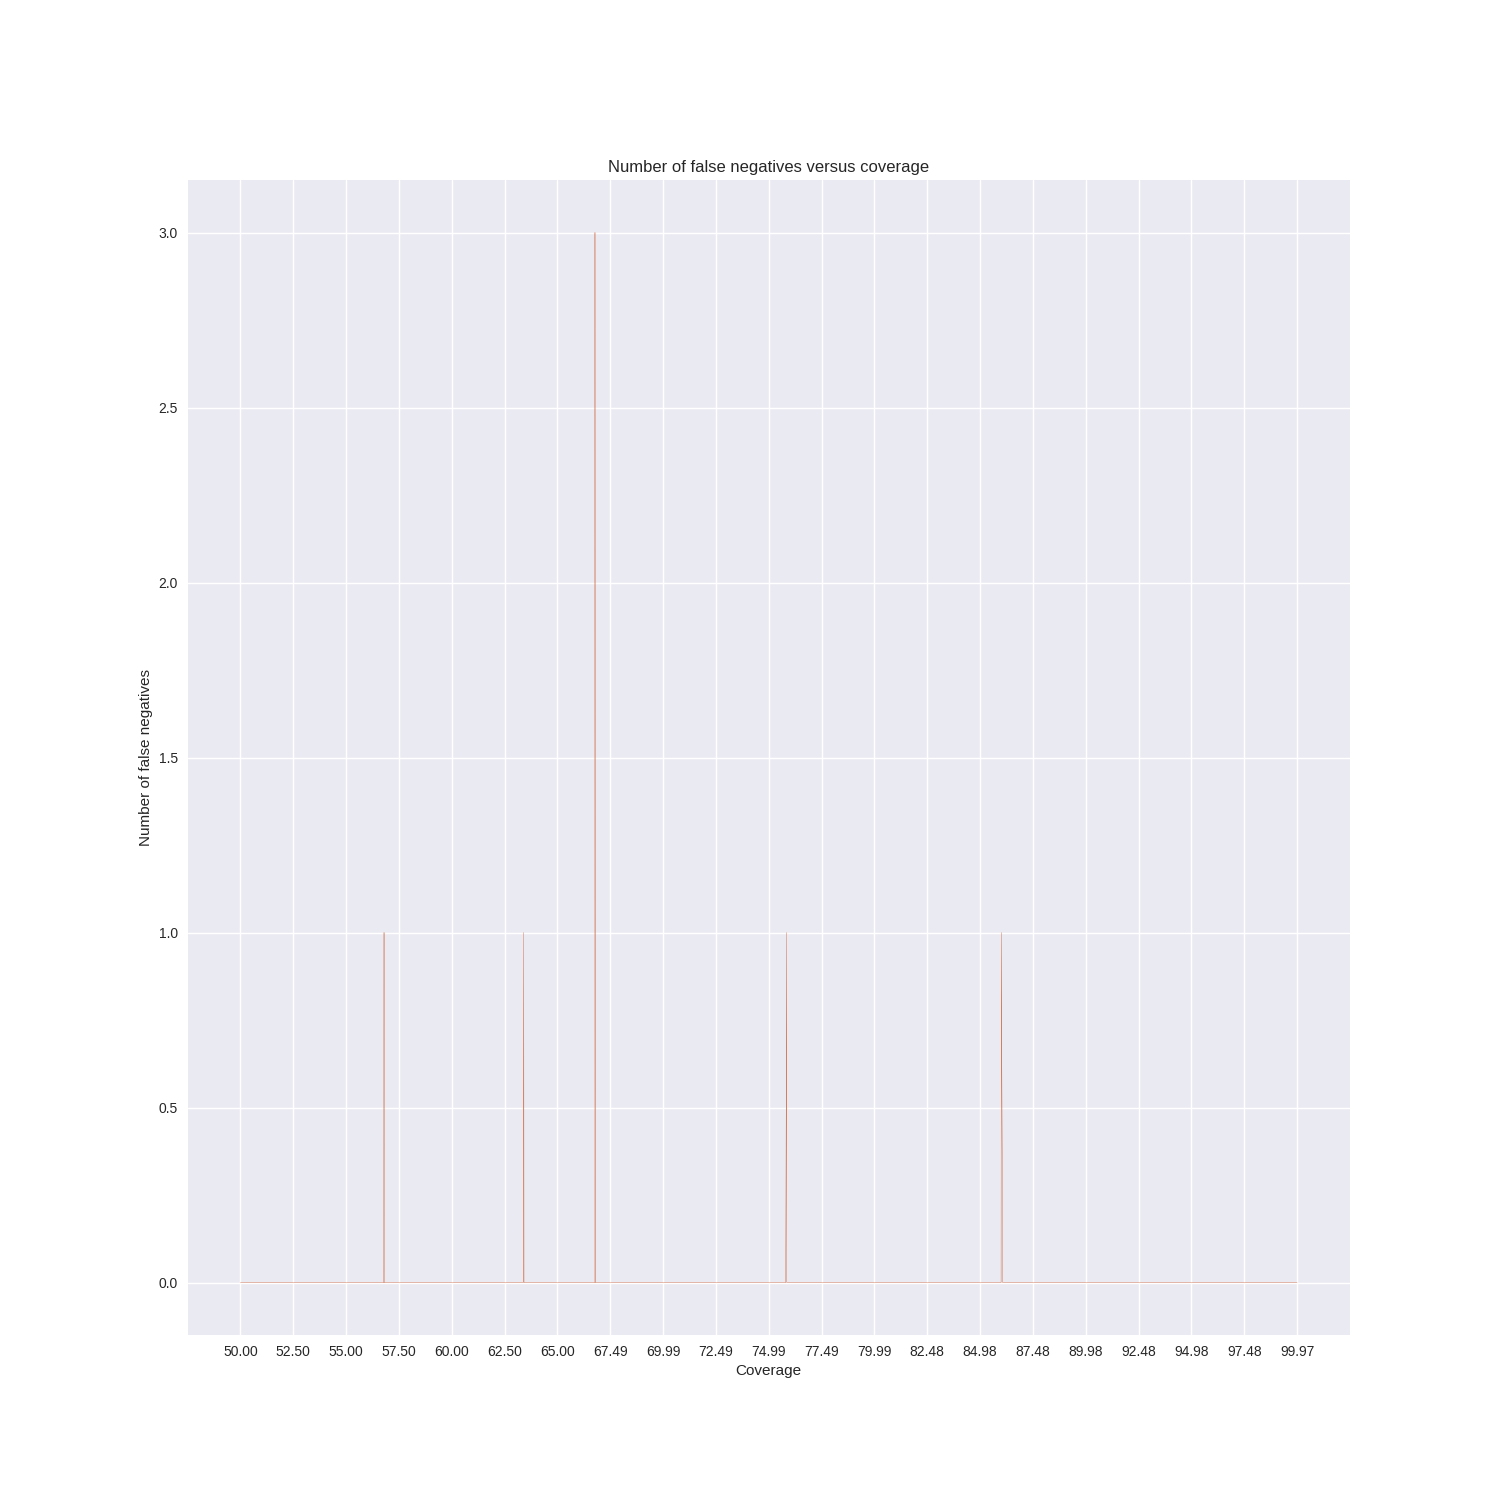 Number of false negatives versus coverage
3.0
2.5
2.0
1.5
1.0
0.5
0.0
Number of false negatives
50.00 52.50 55.00 57.50 60.00 62.50 65.00 67.49 69.99 72.49 74.99 77.49 79.99 82.48 84.98 87.48 89.98 92.48 94.98 97.48 99.97
Coverage